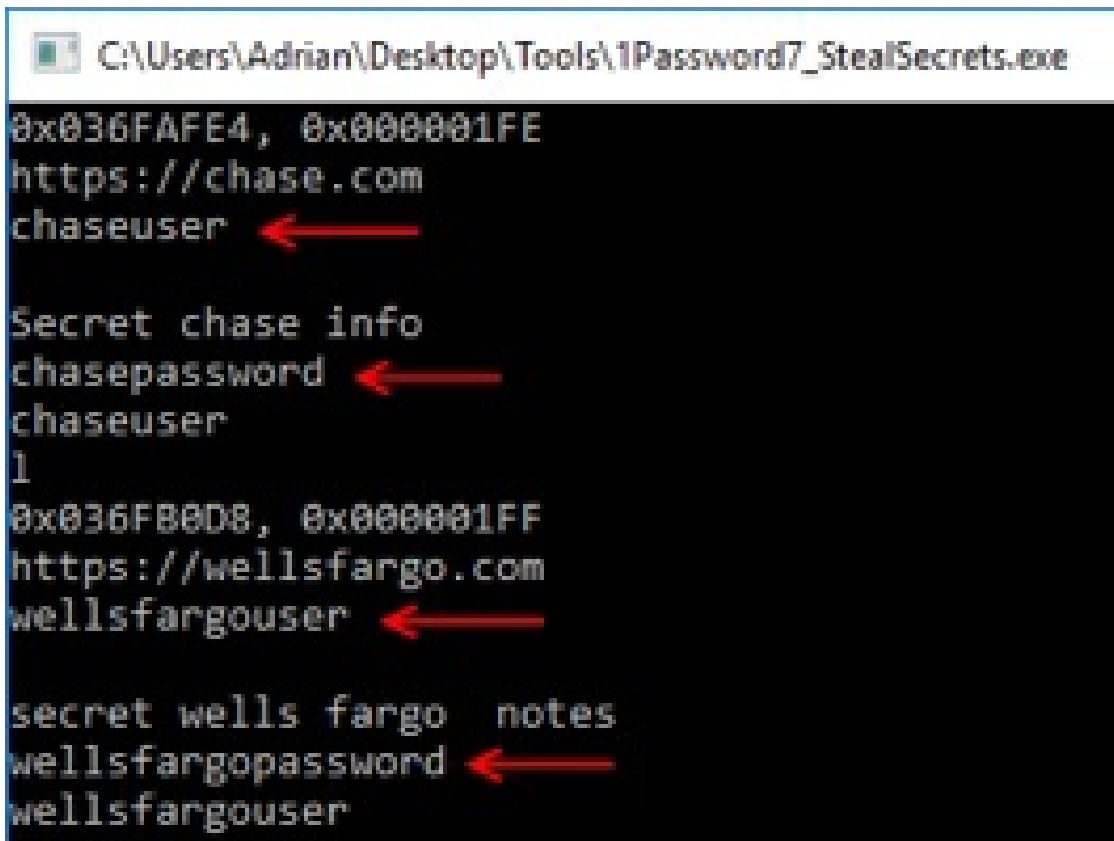 C:\Users\Adrian\Desktop\Tools\1Password7_StealSecrets.exe
0x036FAFE4, 0x000001FE
https://chase.com
chaseuser
Secret chase info
chasepassword
chaseuser
l
0x036FB0D8, 0x000001FF
https://wellsfargo.com
wellsfargouser
secret wells fargo  notes
wellsfargopassword
wellsfargouser